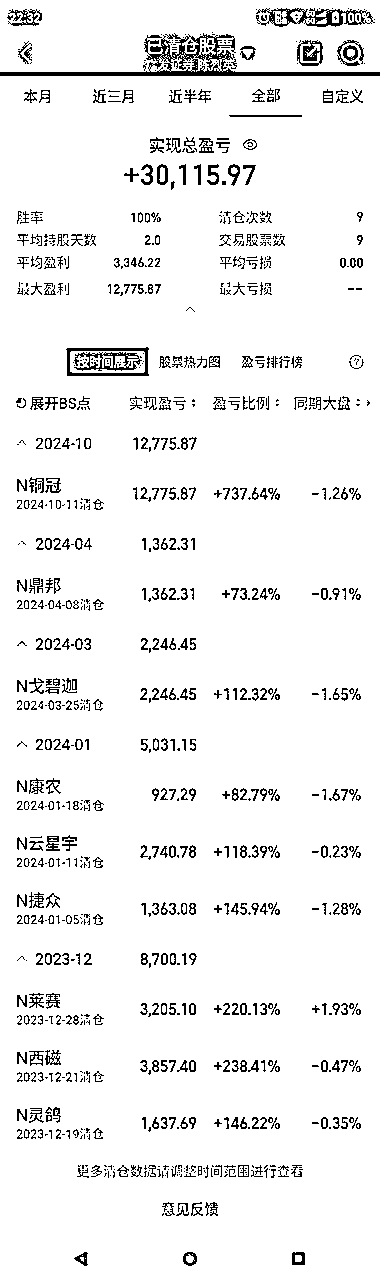 22:32 100%
已清仓股票
本月 近三月 近半年 全部 自定义
实现总盈亏
+30,115.97
胜率 100% 清仓次数 9
平均持股天数 2.0 交易股票数 9
平均盈利 3,346.22 平均亏损 0.00
最大盈利 12,775.87 最大亏损 --
按时间展示 股票热力图 盈亏排行榜 ?
展开BS点 实现盈亏 盈亏比例 同期大盘
2024-10 12,775.87
N铜冠 12,775.87 +737.64% -1.26%
2024-10-11清仓
2024-04 1,362.31
N鼎邦 1,362.31 +73.24% -0.91%
2024-04-08清仓
2024-03 2,246.45
N戈碧迦 2,246.45 +112.32% -1.65%
2024-03-25清仓
2024-01 5,031.15
N康农 927.29 +82.79% -1.67%
2024-01-18清仓
N云星宇 2,740.78 +118.39% -0.23%
2024-01-11清仓
N捷众 1,363.08 +145.94% -1.28%
2024-01-05清仓
2023-12 8,700.19
N莱赛 3,205.10 +220.13% +1.93%
2023-12-28清仓
N西磁 3,857.40 +238.41% -0.47%
2023-12-21清仓
N灵鸽 1,637.69 +146.22% -0.35%
2023-12-19清仓
更多清仓数据请调整时间范围进行查看
意见反馈